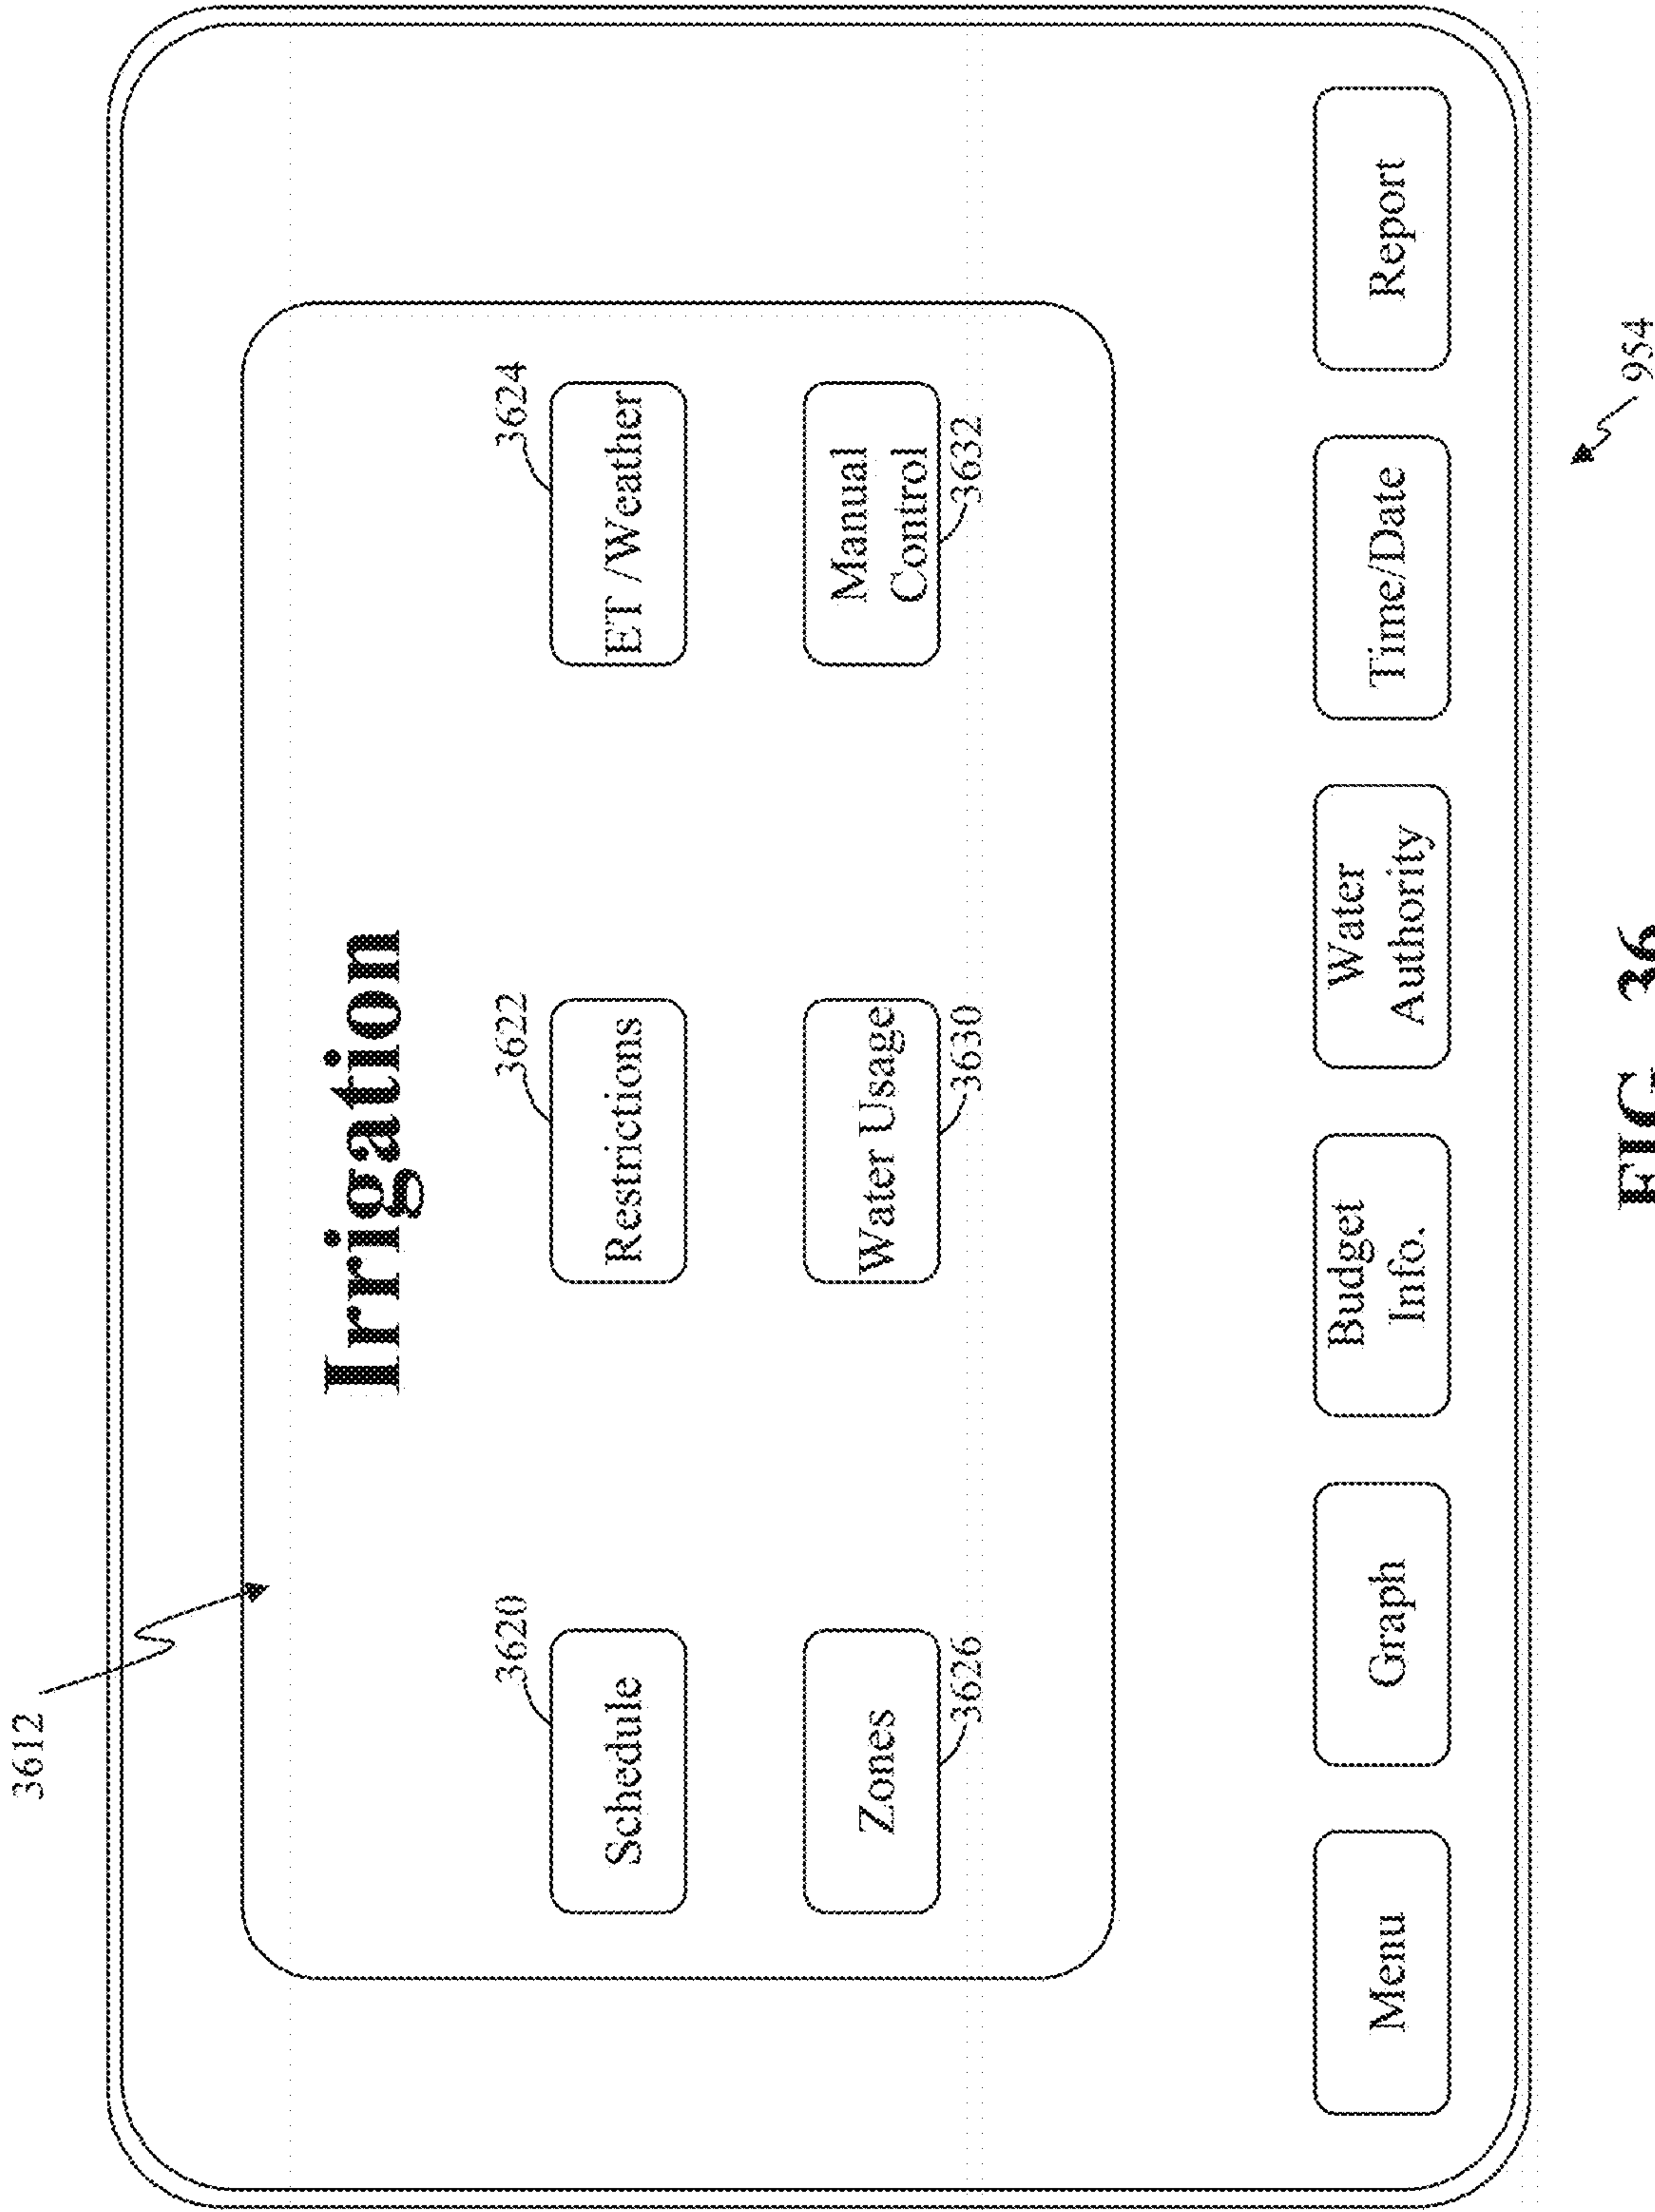 3612
Irrigation
3620
3622
3624
Schedule
Restrictions
ET /Weather
Zones
Water Usage
Manual
Control
3626
3630
3632
Menu
Graph
Budget
Info.
Water
Authority
Time/Date
Report
954
FIG. 36